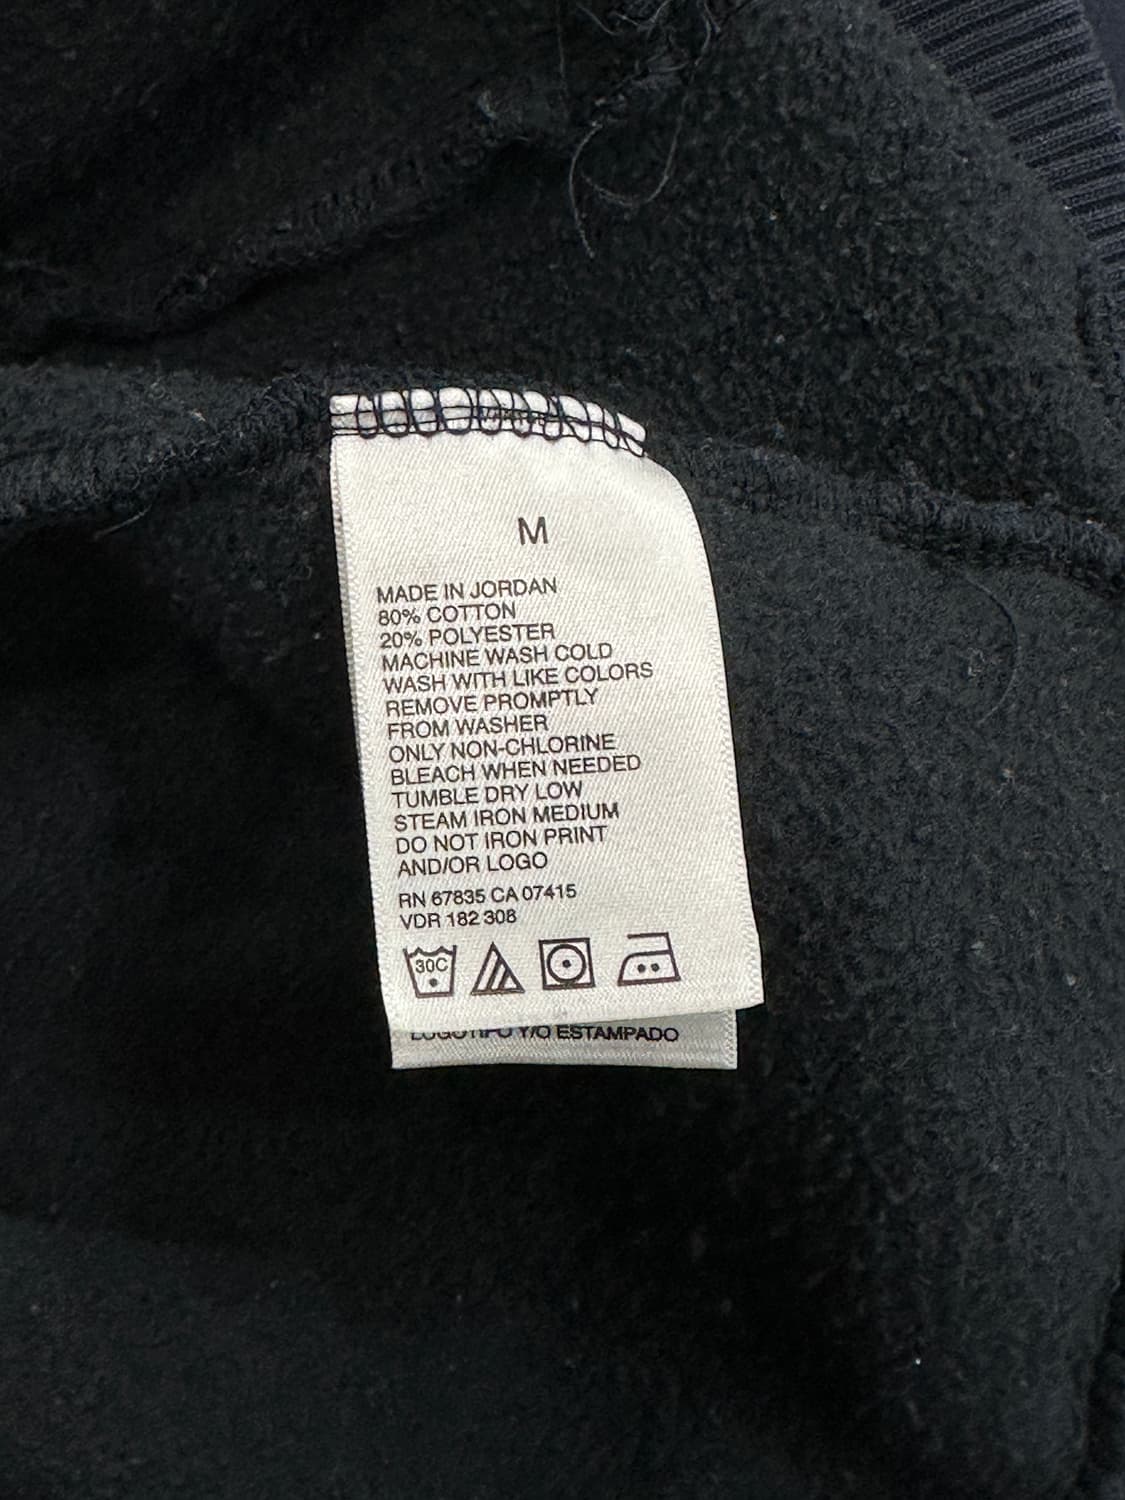 M
MADE IN JORDAN
80% COTTON
20% POLYESTER
MACHINE WASH COLD
WASH WITH LIKE COLORS
REMOVE PROMPTLY
FROM WASHER
ONLY NON-CHLORINE
BLEACH WHEN NEEDED
TUMBLE DRY LOW
STEAM IRON MEDIUM
DO NOT IRON PRINT
AND/OR LOGO
RN 67835 CA 07415
VDR 182 308
30C
LOGOTIPO Y/O ESTAMPADO